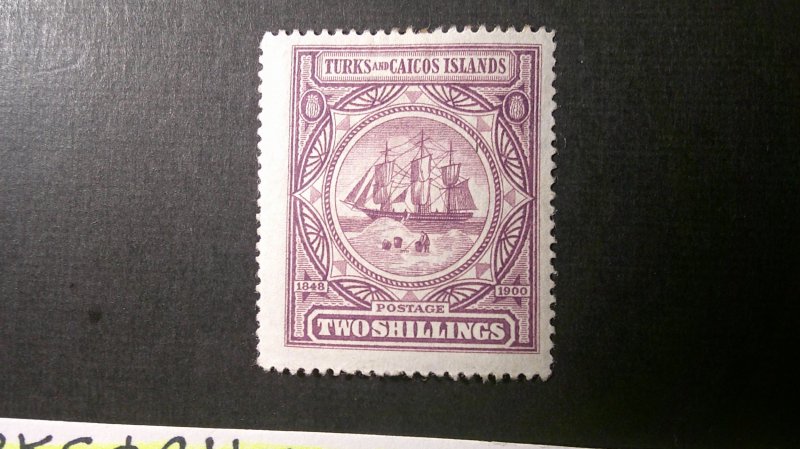 TURKS AND CAICOS ISLANDS
1848 1900
POSTAGE
TWO SHILLINGS